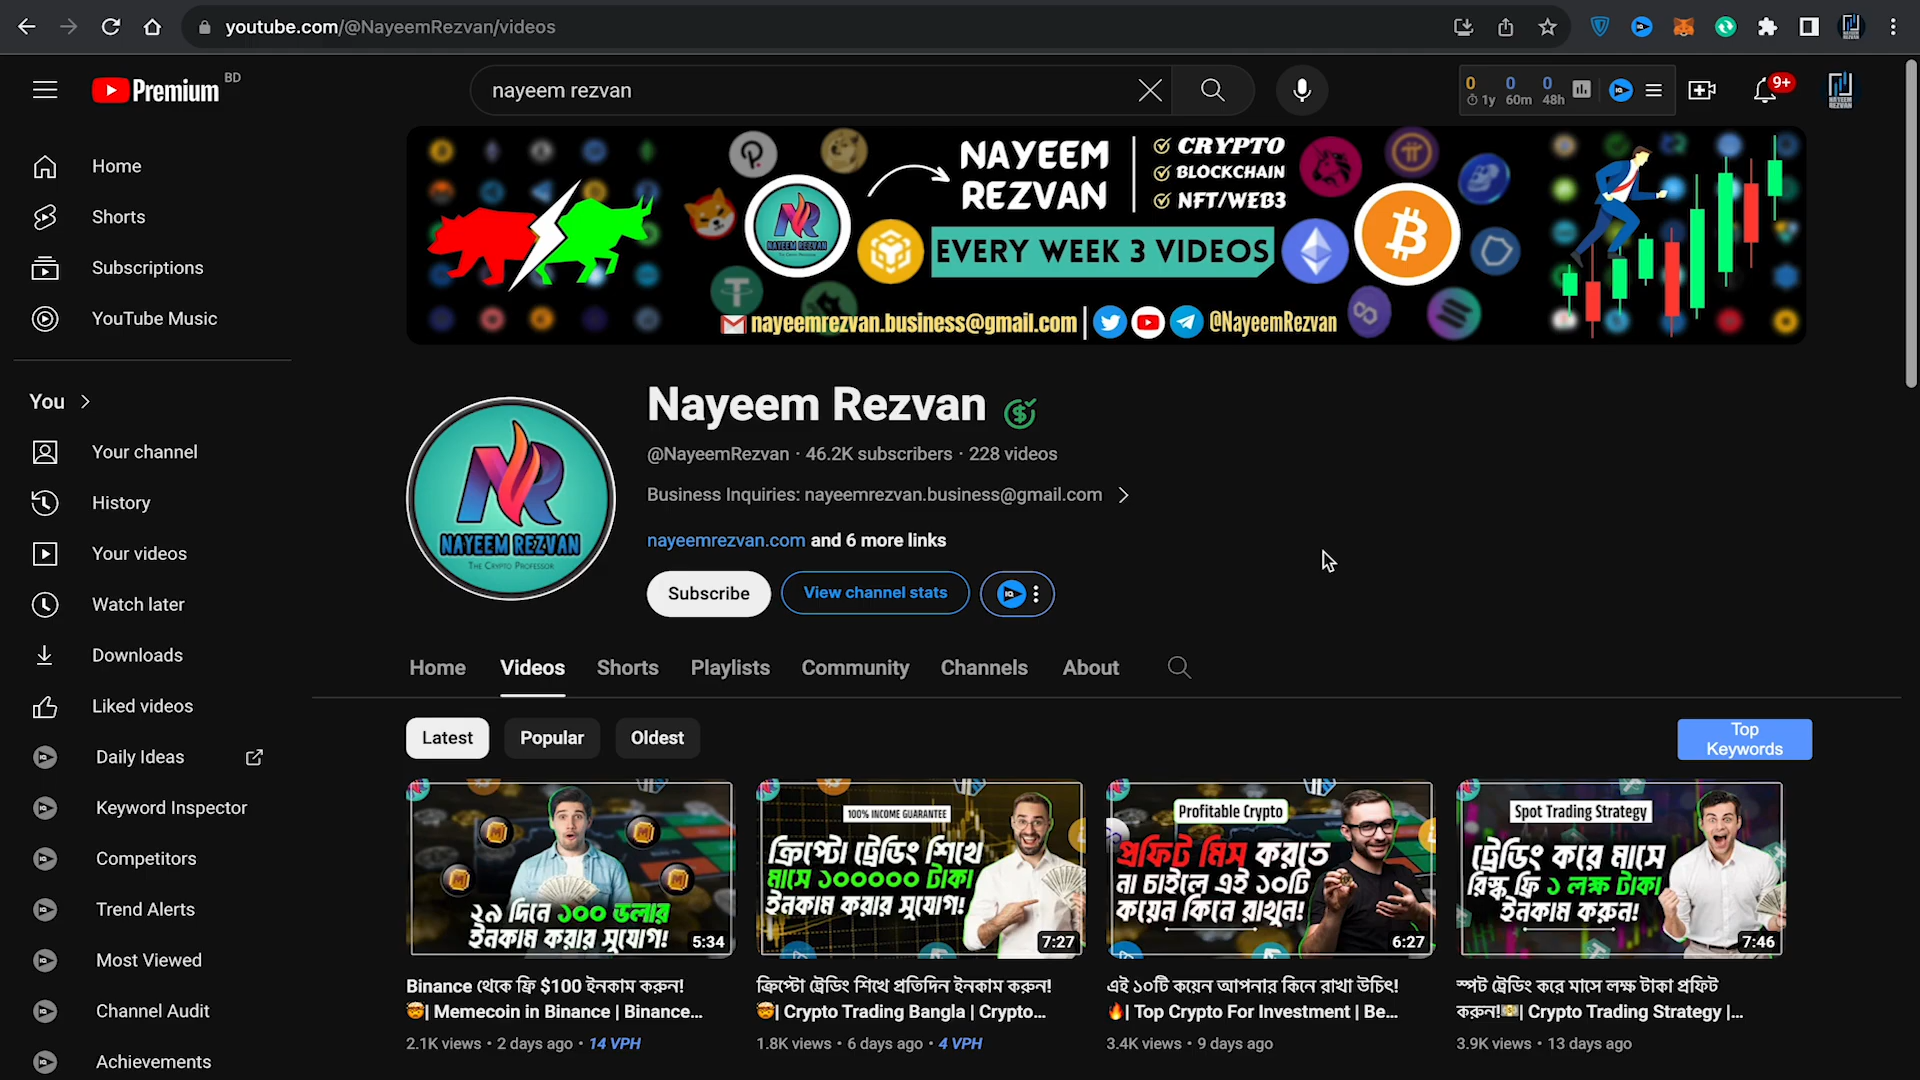 youtube.com/@NayeemRezvan/videos
Premium BD
nayeem rezvan
0 0 0
1y 60m 48h
9+
NAYEEM
REZVAN
CRYPTO
BLOCKCHAIN
NFT/WEB3
EVERY WEEK 3 VIDEOS
nayeemrezvan.business@gmail.com
@NayeemRezvan
NAYEEM REZVAN
Home
Shorts
Subscriptions
YouTube Music
You
Your channel
History
Your videos
Watch later
Downloads
Liked videos
Daily Ideas
Keyword Inspector
Competitors
Trend Alerts
Most Viewed
Channel Audit
Achievements
NR
NAYEEM REZVAN
THE CRYPTO PROFESSOR
Nayeem Rezvan
@NayeemRezvan · 46.2K subscribers · 228 videos
Business Inquiries: nayeemrezvan.business@gmail.com
nayeemrezvan.com and 6 more links
Subscribe
View channel stats
Home Videos Shorts Playlists Community Channels About
Latest Popular Oldest
Top
Keywords
২৯ দিনে ১০০ ডলার
ইনকাম করার সুযোগ!
5:34
100% INCOME GUARANTEE
ক্রিপ্টো ট্রেডিং শিখে
মাসে ১০০০০০ টাকা
ইনকাম করার সুযোগ!
7:27
Profitable Crypto
প্রফিট মিস করতে
না চাইলে এই ১০টি
কয়েন কিনে রাখুন!
6:27
Spot Trading Strategy
ট্রেডিং করে মাসে
রিস্ক ফ্রি ১ লক্ষ টাকা
ইনকাম করুন!
7:46
Binance থেকে ফ্রি $100 ইনকাম করুন!
🤯| Memecoin in Binance | Binance...
2.1K views • 2 days ago • 14 VPH
ক্রিপ্টো ট্রেডিং শিখে প্রতিদিন ইনকাম করুন!
🤯| Crypto Trading Bangla | Crypto...
1.8K views • 6 days ago • 4 VPH
এই ১০টি কয়েন আপনার কিনে রাখা উচিৎ!
🔥| Top Crypto For Investment | Be...
3.4K views • 9 days ago
স্পট ট্রেডিং করে মাসে লক্ষ টাকা প্রফিট
করুন!💵| Crypto Trading Strategy |...
3.9K views • 13 days ago